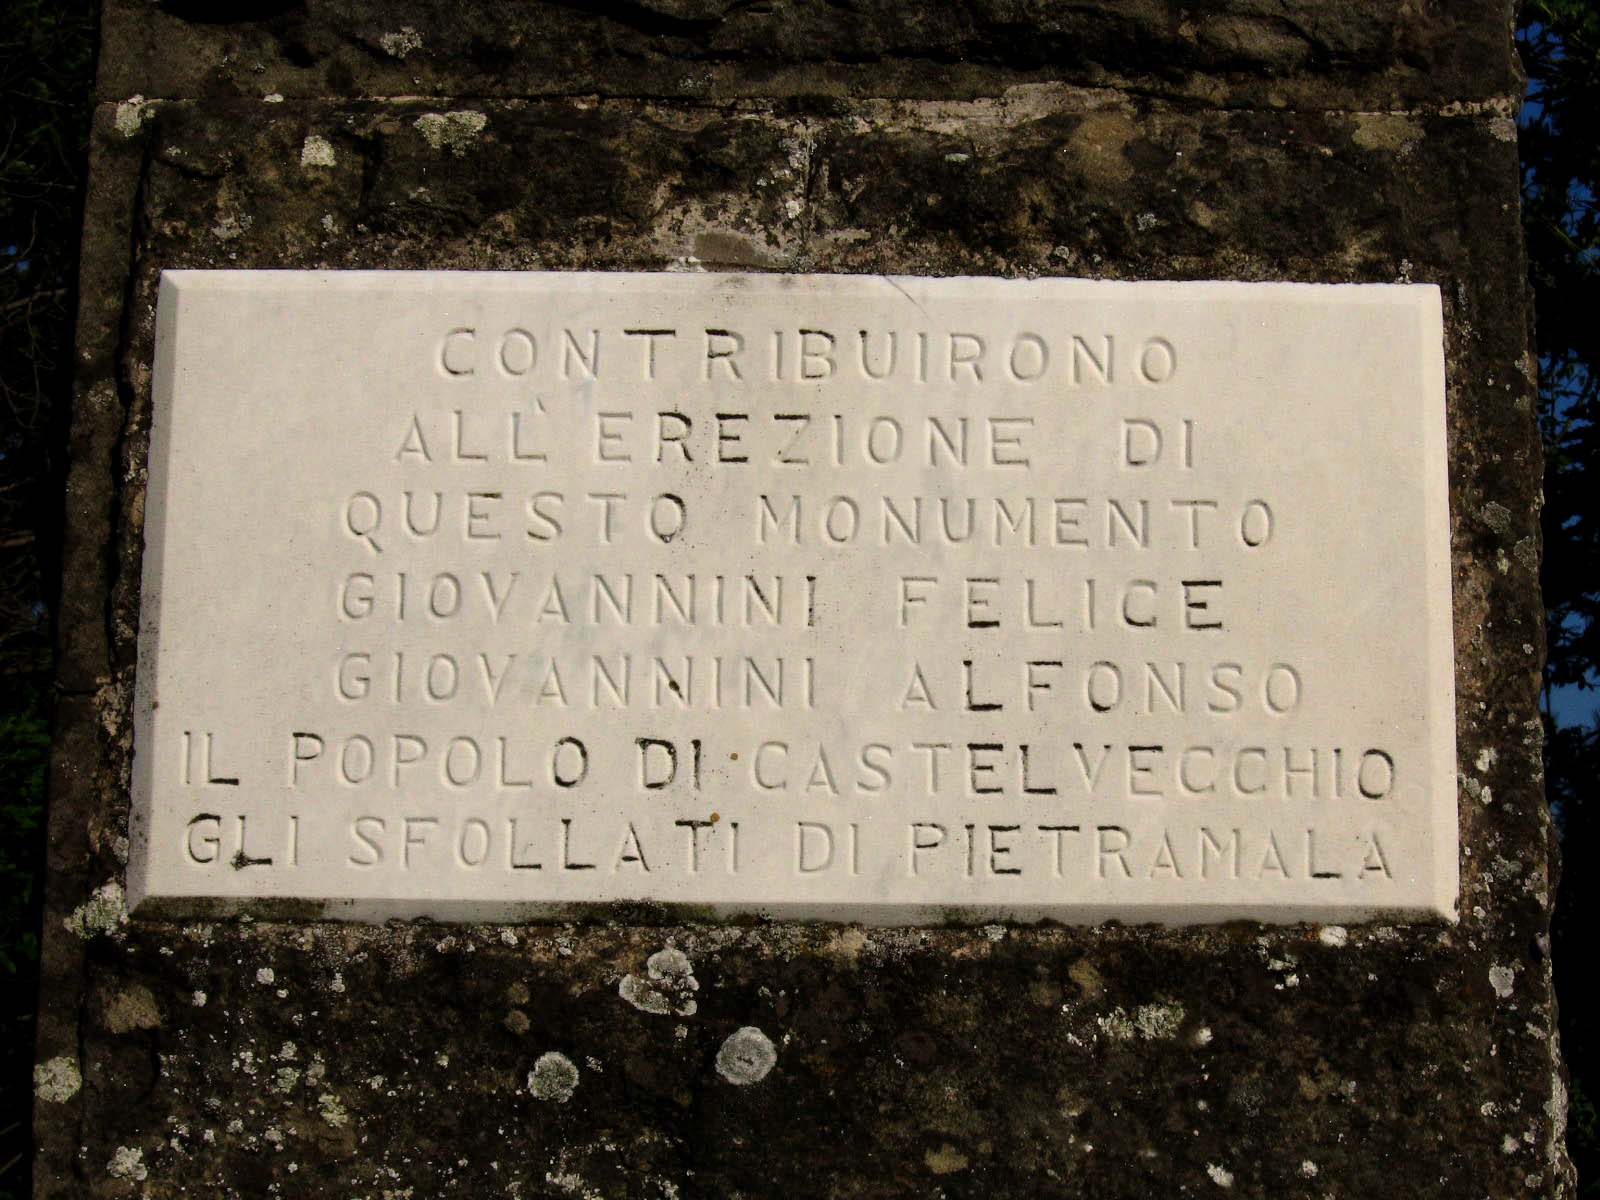 CONTRIBUIRONO
ALL' EREZIONE DI
QUESTO MONUMENTO
GIOVANNINI FELICE
GIOVANNINI ALFONSO
IL POPOLO DI CASTELVECCHIO
GLI SFOLLATI DI PIETRAMALA